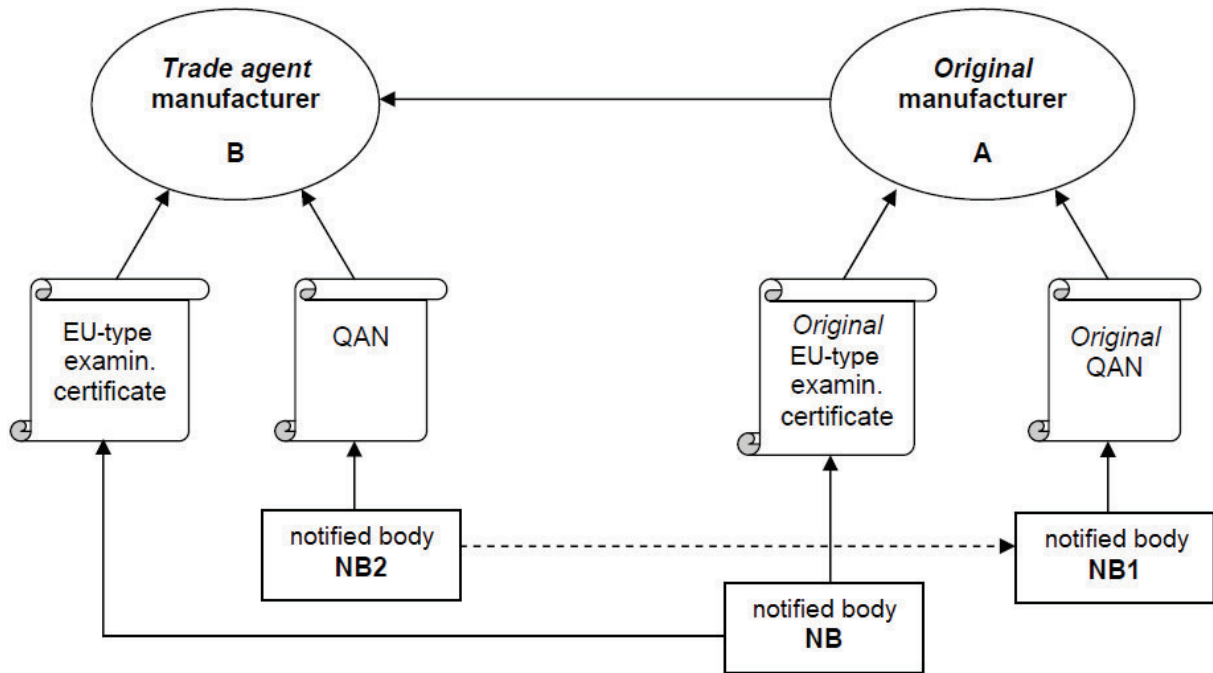 Trade agent
manufacturer
B
Original
manufacturer
A
EU-type
examin.
certificate
QAN
Original
EU-type
examin.
certificate
Original
QAN
notified body
NB2
notified body
NB1
notified body
NB